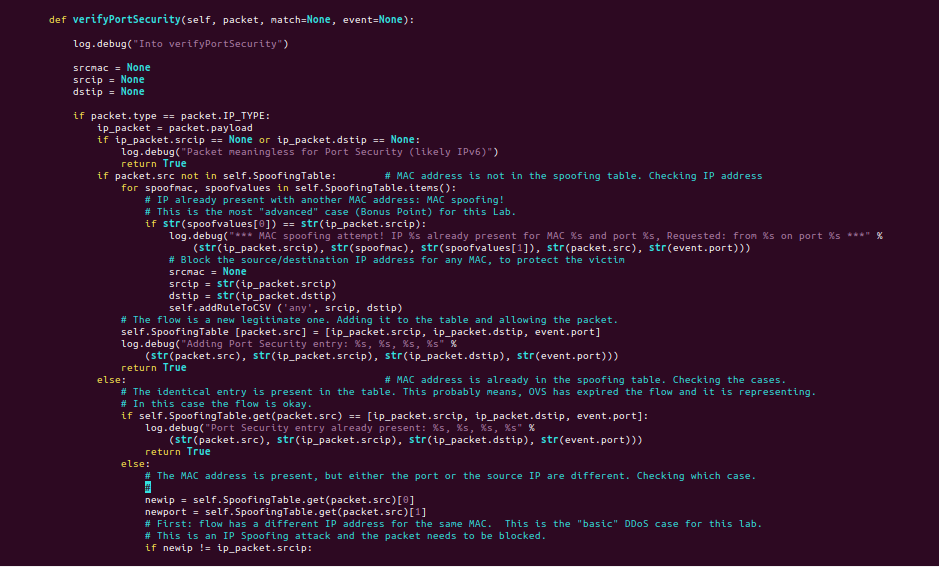 def verifyPortSecurity(self, packet, match=None, event=None):
log.debug("Into verifyPortSecurity")
srcmac = None
srcip = None
dstip = None
if packet.type == packet.IP_TYPE:
ip_packet = packet.payload
if ip_packet.srcip == None or ip_packet.dstip == None:
log.debug("Packet meaningless for Port Security (likely IPv6)")
return True
if packet.src not in self.SpoofingTable: # MAC address is not in the spoofing table. Checking IP address
for spoofmac, spoofvalues in self.SpoofingTable.items():
# IP already present with another MAC address: MAC spoofing!
# This is the most "advanced" case (Bonus Point) for this Lab.
if str(spoofvalues[0]) == str(ip_packet.srcip):
log.debug("*** MAC spoofing attempt! IP %s already present for MAC %s and port %s, Requested: from %s on port %s ***" %
(str(ip_packet.srcip), str(spoofmac), str(spoofvalues[1]), str(packet.src), str(event.port)))
# Block the source/destination IP address for any MAC, to protect the victim
srcmac = None
srcip = str(ip_packet.srcip)
dstip = str(ip_packet.dstip)
self.addRuleToCSV ('any', srcip, dstip)
# The flow is a new legitimate one. Adding it to the table and allowing the packet.
self.SpoofingTable [packet.src] = [ip_packet.srcip, ip_packet.dstip, event.port]
log.debug("Adding Port Security entry: %s, %s, %s, %s" %
(str(packet.src), str(ip_packet.srcip), str(ip_packet.dstip), str(event.port)))
return True
else: # MAC address is already in the spoofing table. Checking the cases.
# The identical entry is present in the table. This probably means, OVS has expired the flow and it is representing.
# In this case the flow is okay.
if self.SpoofingTable.get(packet.src) == [ip_packet.srcip, ip_packet.dstip, event.port]:
log.debug("Port Security entry already present: %s, %s, %s, %s" %
(str(packet.src), str(ip_packet.srcip), str(ip_packet.dstip), str(event.port)))
return True
else:
# The MAC address is present, but either the port or the source IP are different. Checking which case.
#
newip = self.SpoofingTable.get(packet.src)[0]
newport = self.SpoofingTable.get(packet.src)[1]
# First: flow has a different IP address for the same MAC.  This is the "basic" DDoS case for this lab.
# This is an IP Spoofing attack and the packet needs to be blocked.
if newip != ip_packet.srcip: